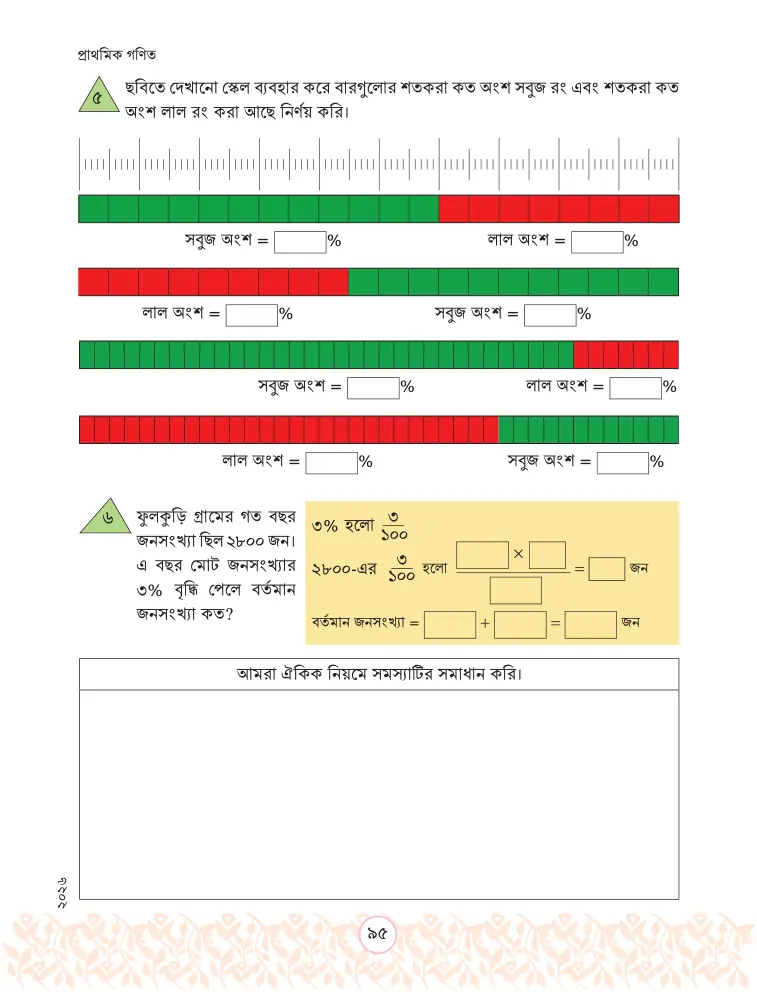 প্রাথমিক গণিত
৫
ছবিতে দেখানো স্কেল ব্যবহার করে বারগুলোর শতকরা কত অংশ সবুজ রং এবং শতকরা কত
অংশ লাল রং করা আছে নির্ণয় করি।
সবুজ অংশ = % লাল অংশ = %
লাল অংশ = % সবুজ অংশ = %
সবুজ অংশ = % লাল অংশ = %
লাল অংশ = % সবুজ অংশ = %
৬
ফুলকুড়ি গ্রামের গত বছর
জনসংখ্যা ছিল ২৮০০ জন।
এ বছর মোট জনসংখ্যার
৩% বৃদ্ধি পেলে বর্তমান
জনসংখ্যা কত?
৩% হলো ৩/১০০
২৮০০-এর ৩/১০০ হলো × = জন
বর্তমান জনসংখ্যা = + = জন
আমরা ঐকিক নিয়মে সমস্যাটির সমাধান করি।
২০২৬
৯৫